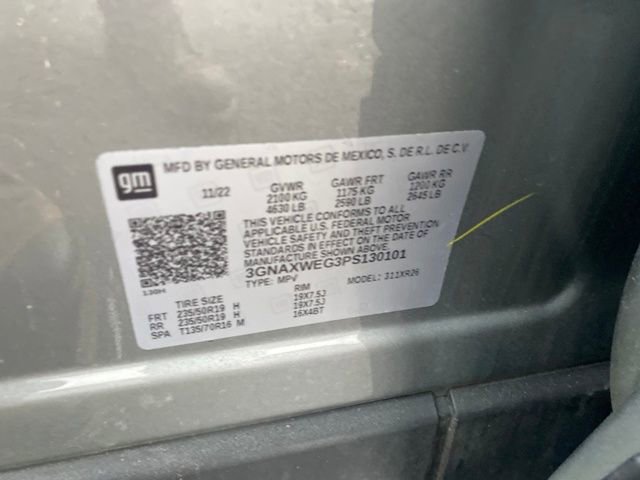 gm
MFD BY GENERAL MOTORS DE MEXICO, S. DE R.L. DE C.V
11/22 GVWR GAWR FRT GAWR RR
2100 KG 1175 KG 1200 KG
4630 LB 2590 LB 2645 LB
THIS VEHICLE CONFORMS TO ALL
APPLICABLE U.S. FEDERAL MOTOR
VEHICLE SAFETY AND THEFT PREVENTION
STANDARDS IN EFFECT ON THE DATE OF
MANUFACTURE SHOWN ABOVE.
3GNAXWEG3PS130101
TYPE: MPV MODEL: 311XR26
130H
TIRE SIZE RIM
FRT 235/50R19 H 19X7.5J
RR 235/50R19 H 19X7.5J
SPA T135/70R16 M 16X4BT